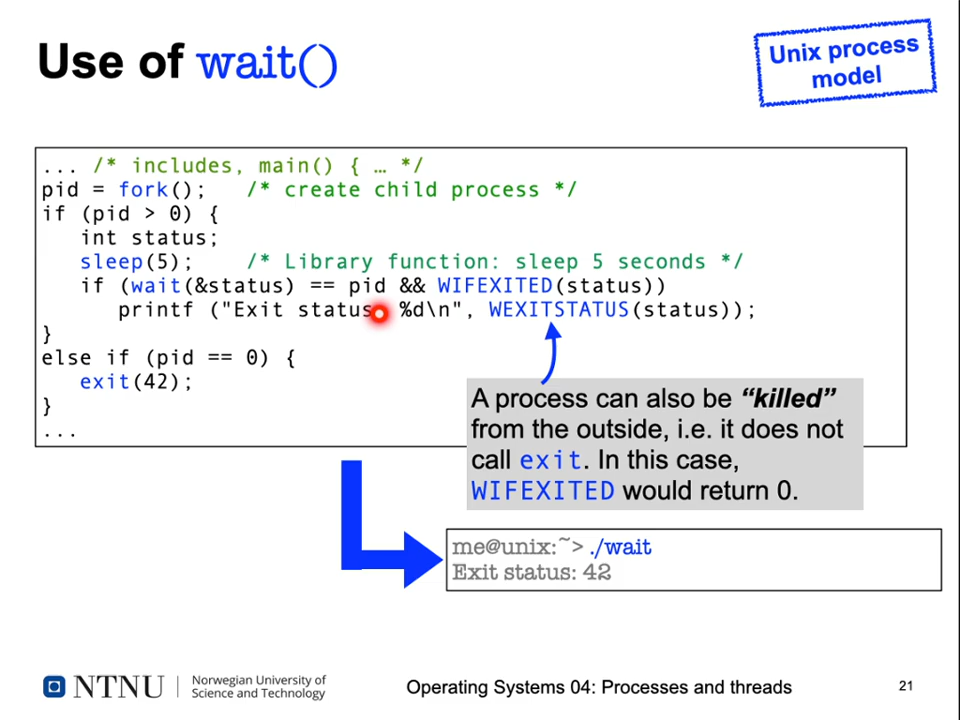 Use of wait()
Unix process
model
... /* includes, main() { … */
pid = fork();   /* create child process */
if (pid > 0) {
   int status;
   sleep(5);    /* Library function: sleep 5 seconds */
   if (wait(&status) == pid && WIFEXITED(status))
      printf ("Exit status %d\n", WEXITSTATUS(status));
}
else if (pid == 0) {
   exit(42);
}
...
A process can also be “killed”
from the outside, i.e. it does not
call exit. In this case,
WIFEXITED would return 0.
me@unix:~> ./wait
Exit status: 42
NTNU
Norwegian University of
Science and Technology
Operating Systems 04: Processes and threads
21